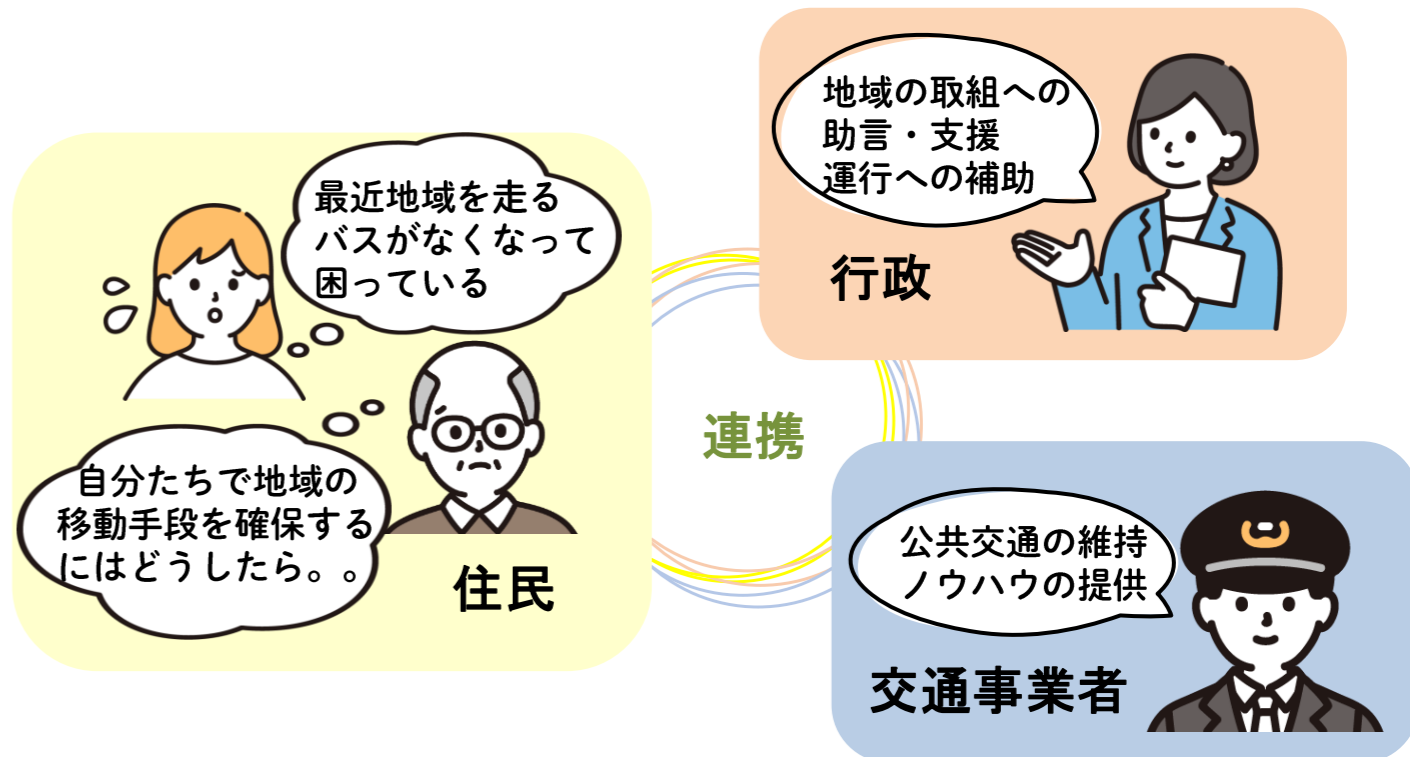 最近地域を走る
バスがなくなって
困っている
自分たちで地域の
移動手段を確保する
にはどうしたら。。
住民
連携
地域の取組への
助言・支援
運行への補助
行政
公共交通の維持
ノウハウの提供
交通事業者